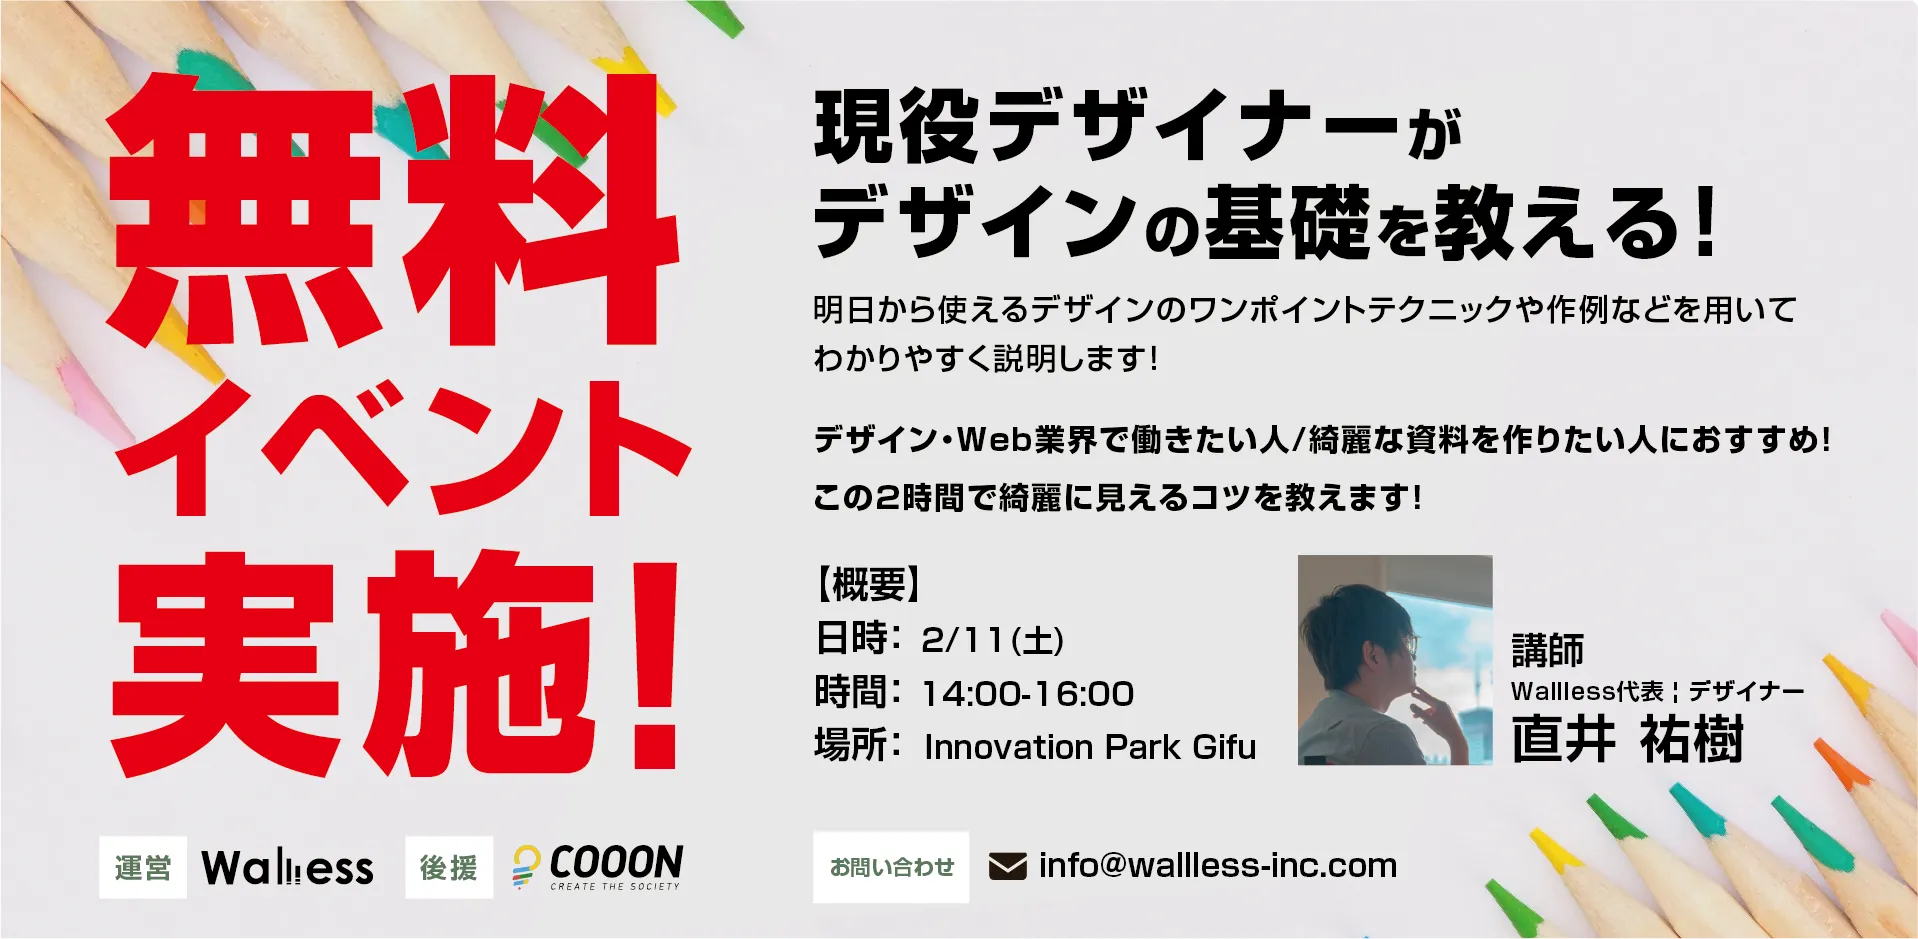 無料
イベント
実施!
現役デザイナーが
デザインの基礎を教える!
明日から使えるデザインのワンポイントテクニックや作例などを用いて
わかりやすく説明します!
デザイン・Web業界で働きたい人/綺麗な資料を作りたい人におすすめ!
この2時間で綺麗に見えるコツを教えます!
【概要】
日時： 2/11(土)
時間： 14:00-16:00
場所： Innovation Park Gifu
講師
Wallless代表 ¦ デザイナー
直井 祐樹
運営 Wallless 後援 COOON
CREATE THE SOCIETY
お問い合わせ info@wallless-inc.com